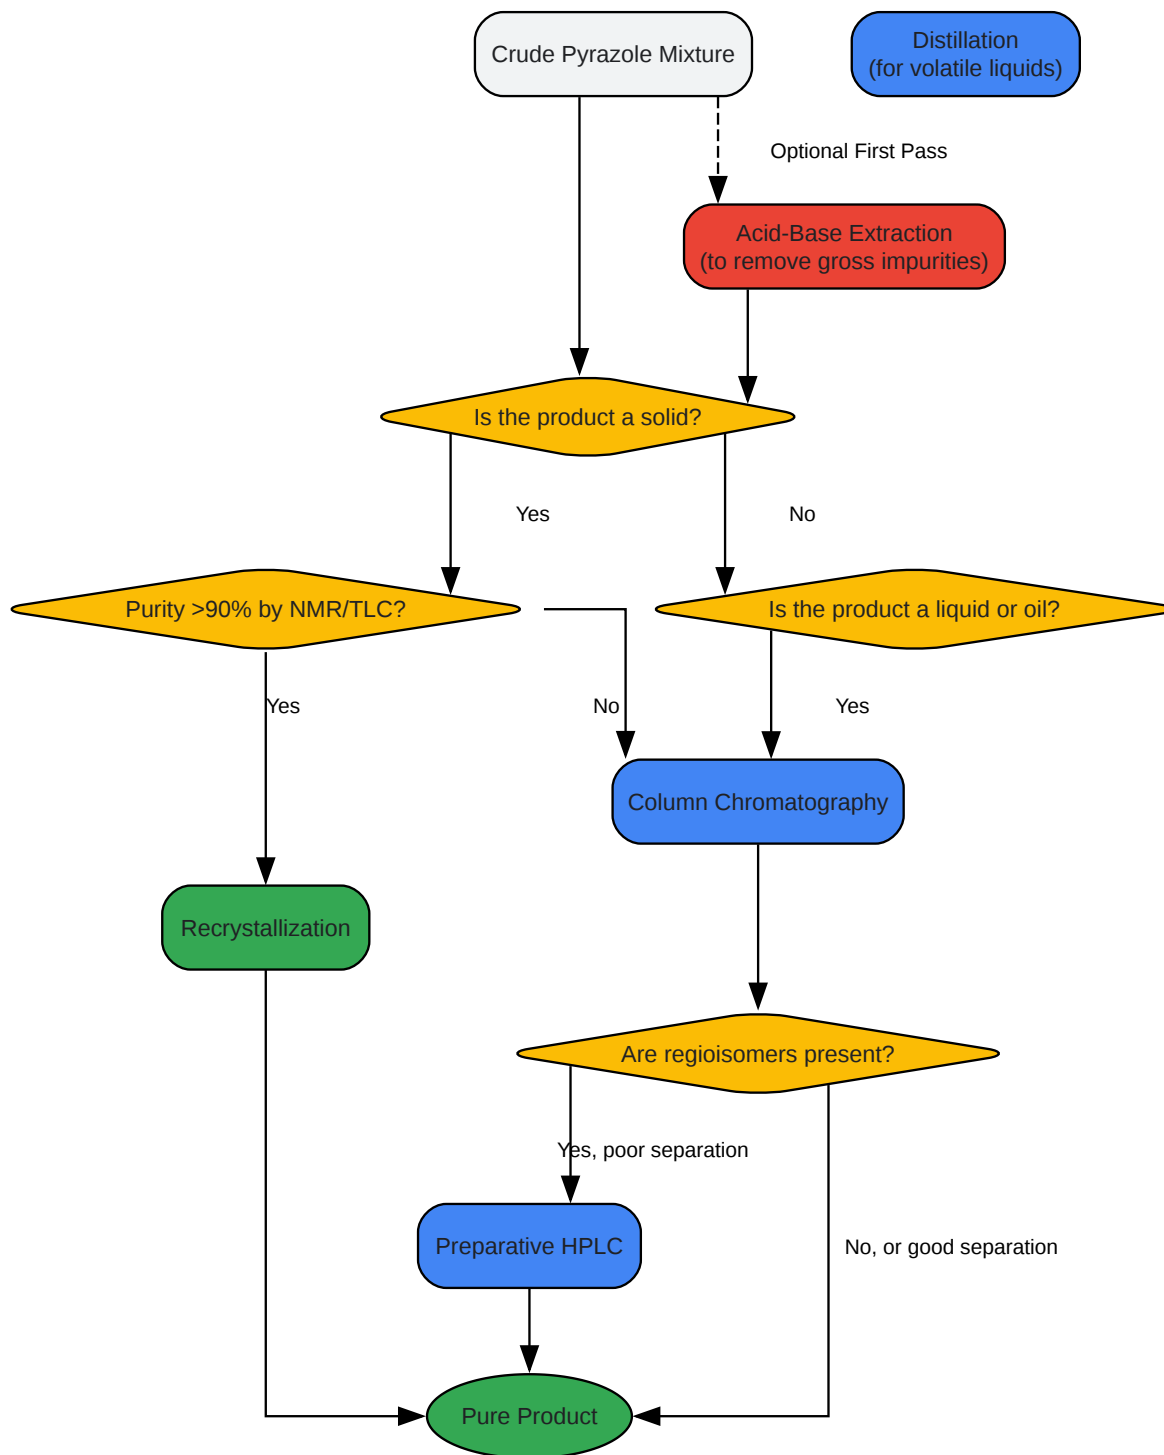 Crude Pyrazole Mixture
Distillation
(for volatile liquids)
Optional First Pass
Acid-Base Extraction
(to remove gross impurities)
Is the product a solid?
Yes
No
Purity >90% by NMR/TLC?
Is the product a liquid or oil?
Yes
No
Yes
Column Chromatography
Recrystallization
Are regioisomers present?
Yes, poor separation
Preparative HPLC
No, or good separation
Pure Product